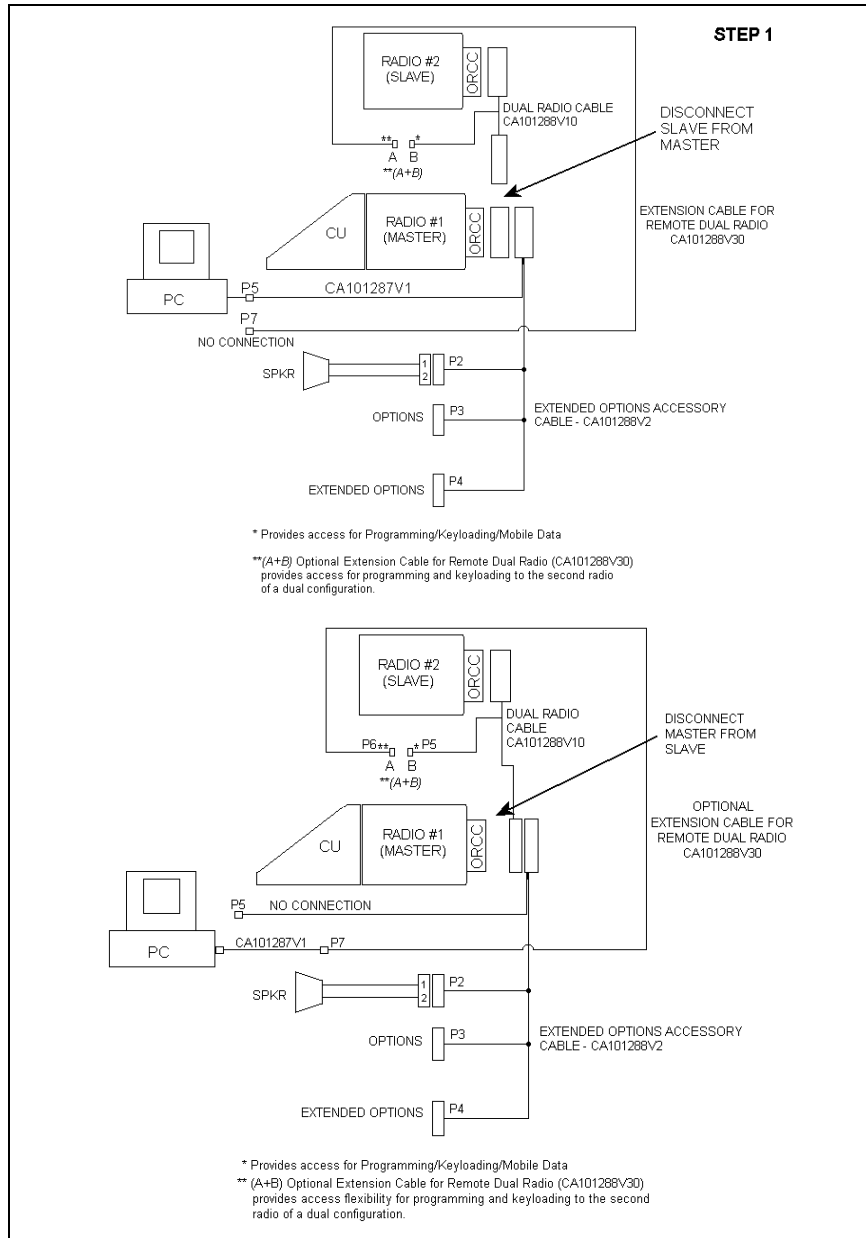 STEP 1
RADIO #2
(SLAVE)
ORCC
DUAL RADIO CABLE
CA101288V10
DISCONNECT
SLAVE FROM
MASTER
** *
A B
**(A+B)
CU
RADIO #1
(MASTER)
ORCC
EXTENSION CABLE FOR
REMOTE DUAL RADIO
CA101288V30
PC
P5
CA101287V1
P7
NO CONNECTION
SPKR
1
2
P2
OPTIONS
P3
EXTENDED OPTIONS ACCESSORY
CABLE - CA101288V2
EXTENDED OPTIONS
P4
* Provides access for Programming/Keyloading/Mobile Data
**(A+B) Optional Extension Cable for Remote Dual Radio (CA101288V30)
provides access for programming and keyloading to the second radio
of a dual configuration.
RADIO #2
(SLAVE)
ORCC
DUAL RADIO
CABLE
CA101288V10
DISCONNECT
MASTER FROM
SLAVE
P6** * P5
A B
**(A+B)
CU
RADIO #1
(MASTER)
ORCC
OPTIONAL
EXTENSION CABLE FOR
REMOTE DUAL RADIO
CA101288V30
P5
NO CONNECTION
PC
CA101287V1
P7
SPKR
1
2
P2
OPTIONS
P3
EXTENDED OPTIONS ACCESSORY
CABLE - CA101288V2
EXTENDED OPTIONS
P4
* Provides access for Programming/Keyloading/Mobile Data
** (A+B) Optional Extension Cable for Remote Dual Radio (CA101288V30)
provides access flexibility for programming and keyloading to the second
radio of a dual configuration.